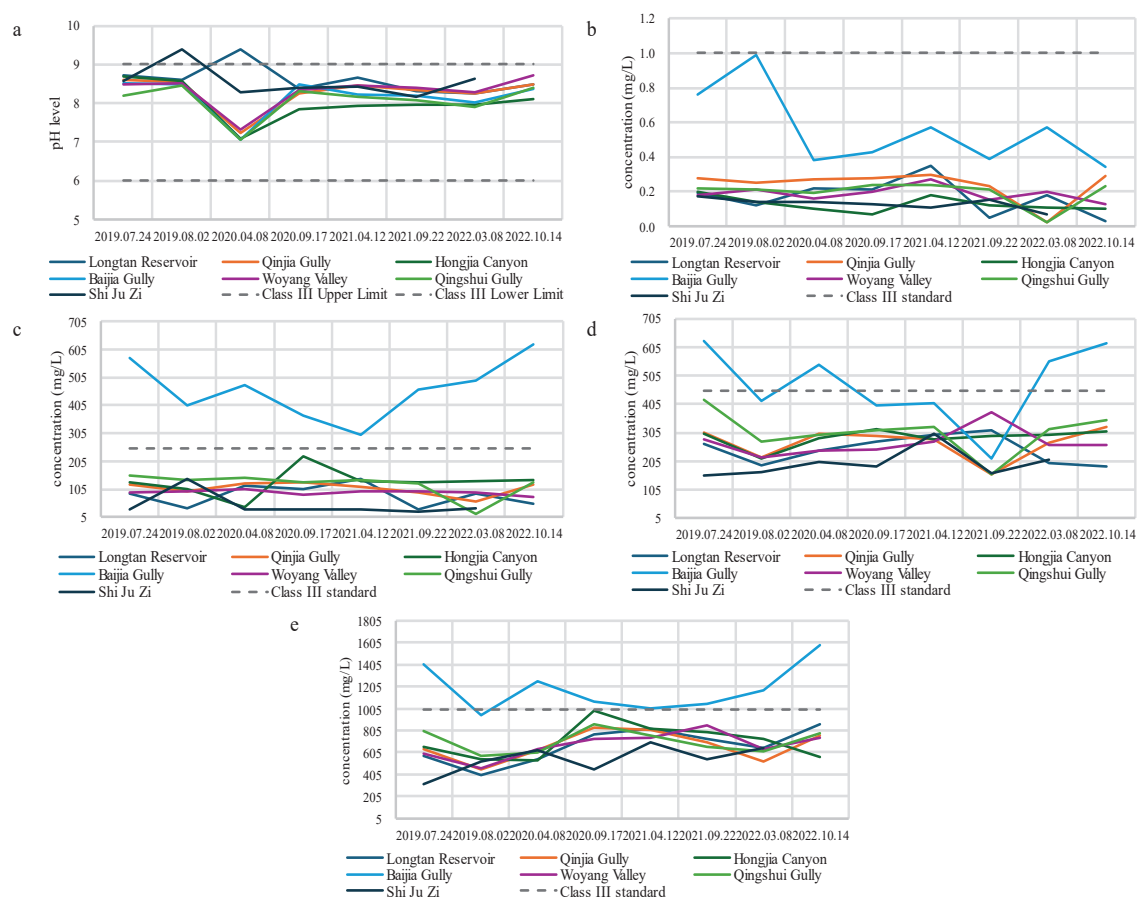 a
pH level
10
9
8
7
6
5
2019.07.24 2019.08.02 2020.04.08 2020.09.17 2021.04.12 2021.09.22 2022.03.08 2022.10.14
Longtan Reservoir Qinjia Gully Hongjia Canyon
Baijia Gully Woyang Valley Qingshui Gully
Shi Ju Zi Class III Upper Limit Class III Lower Limit
b
concentration (mg/L)
1.2
1.0
0.8
0.6
0.4
0.2
0.0
2019.07.24 2019.08.02 2020.04.08 2020.09.17 2021.04.12 2021.09.22 2022.03.08 2022.10.14
Longtan Reservoir Qinjia Gully Hongjia Canyon
Baijia Gully Woyang Valley Qingshui Gully
Shi Ju Zi Class III standard
c
concentration (mg/L)
705
605
505
405
305
205
105
5
2019.07.24 2019.08.02 2020.04.08 2020.09.17 2021.04.12 2021.09.22 2022.03.08 2022.10.14
Longtan Reservoir Qinjia Gully Hongjia Canyon
Baijia Gully Woyang Valley Qingshui Gully
Shi Ju Zi Class III standard
d
concentration (mg/L)
705
605
505
405
305
205
105
5
2019.07.24 2019.08.02 2020.04.08 2020.09.17 2021.04.12 2021.09.22 2022.03.08 2022.10.14
Longtan Reservoir Qinjia Gully Hongjia Canyon
Baijia Gully Woyang Valley Qingshui Gully
Shi Ju Zi Class III standard
e
concentration (mg/L)
1805
1605
1405
1205
1005
805
605
405
205
5
2019.07.24 2019.08.02 2020.04.08 2020.09.17 2021.04.12 2021.09.22 2022.03.08 2022.10.14
Longtan Reservoir Qinjia Gully Hongjia Canyon
Baijia Gully Woyang Valley Qingshui Gully
Shi Ju Zi Class III standard